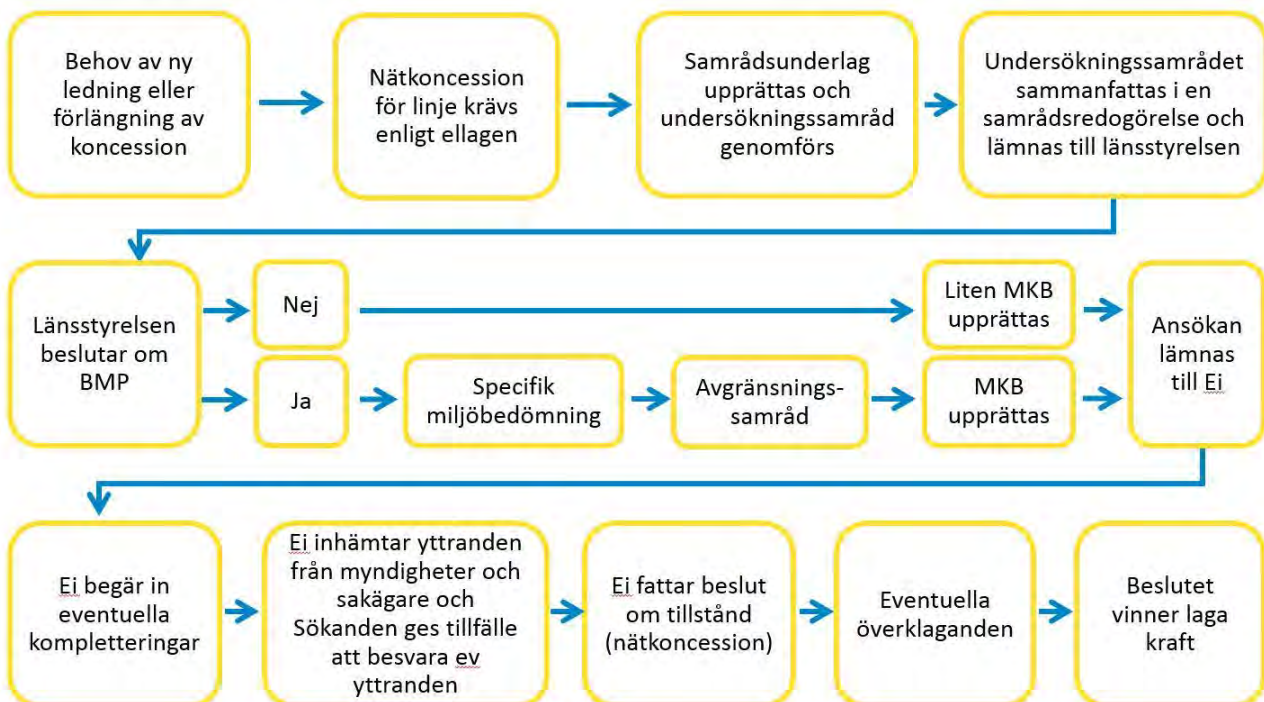 Behov av ny
ledning eller
förlängning av
koncession
Nätkoncession
för linje krävs
enligt ellagen
Samrådsunderlag
upprättas och
undersökningssamråd
genomförs
Undersökningssamrådet
sammanfattas i en
samrådsredogörelse och
lämnas till länsstyrelsen
Länsstyrelsen
beslutar om
BMP
Nej
Liten MKB
upprättas
Ja
Specifik
miljöbedömning
Avgränsnings-
samråd
MKB
upprättas
Ansökan
lämnas
till Ei
Ei begär in
eventuella
kompletteringar
Ei inhämtar yttranden
från myndigheter och
sakägare och
Sökanden ges tillfälle
att besvara ev
yttranden
Ei fattar beslut
om tillstånd
(nätkoncession)
Eventuella
överklaganden
Beslutet
vinner laga
kraft